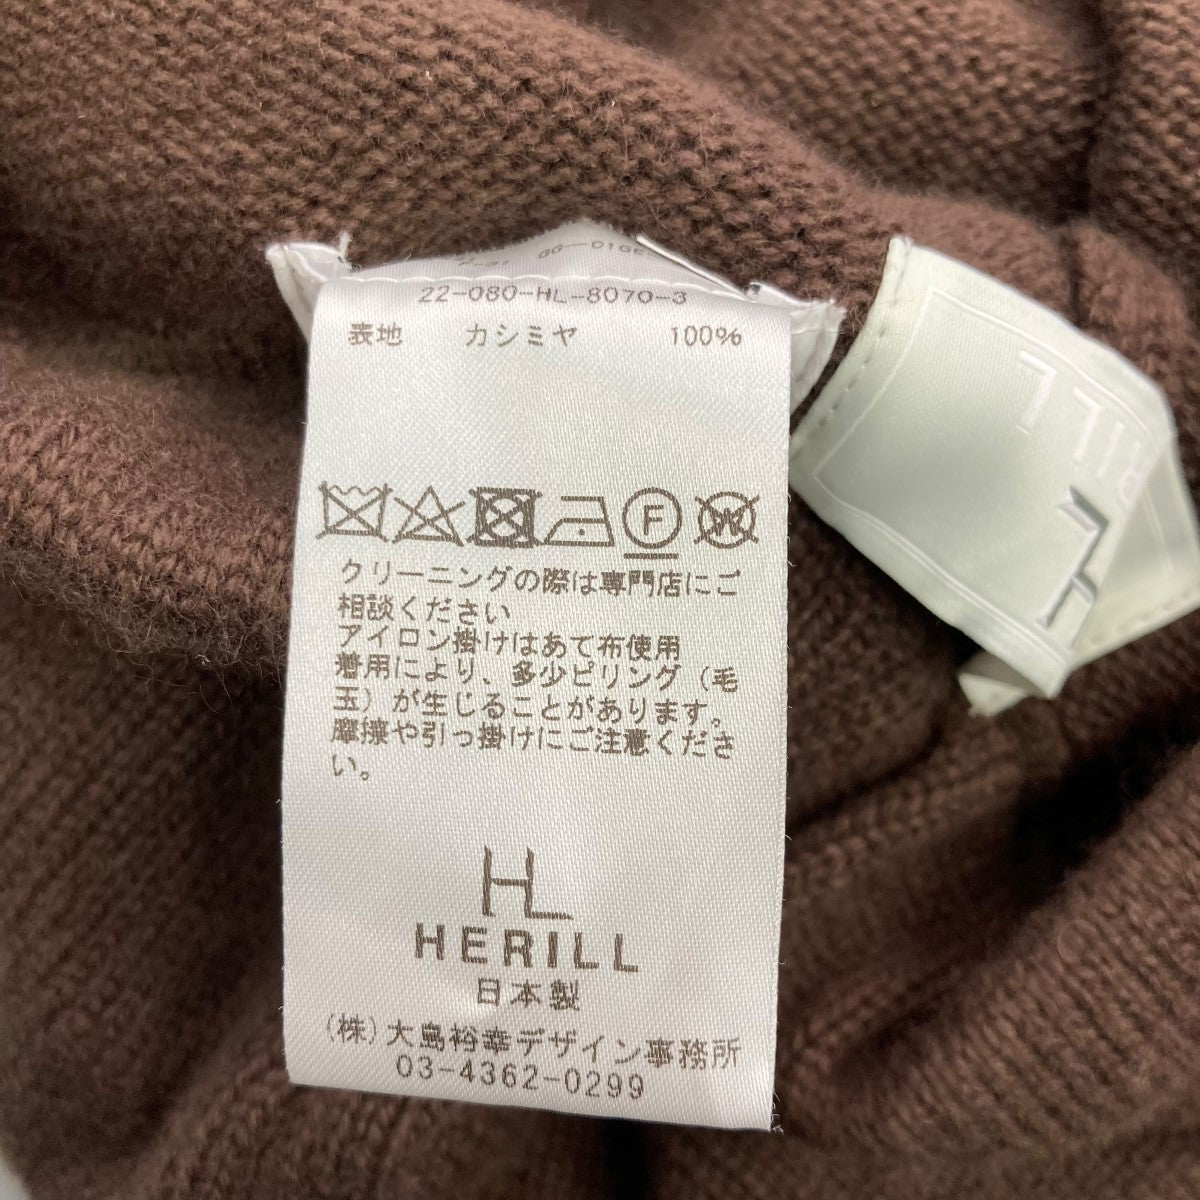 22-080-HL-8070-3
表地 カシミヤ 100%
F
W
クリーニングの際は専門店にご
相談ください
アイロン掛けはあて布使用
着用により、多少ピリング（毛
玉）が生じることがあります。
摩擦や引っ掛けにご注意くださ
い。
HL
HERILL
日本製
(株)大島裕幸デザイン事務所
03-4362-0299